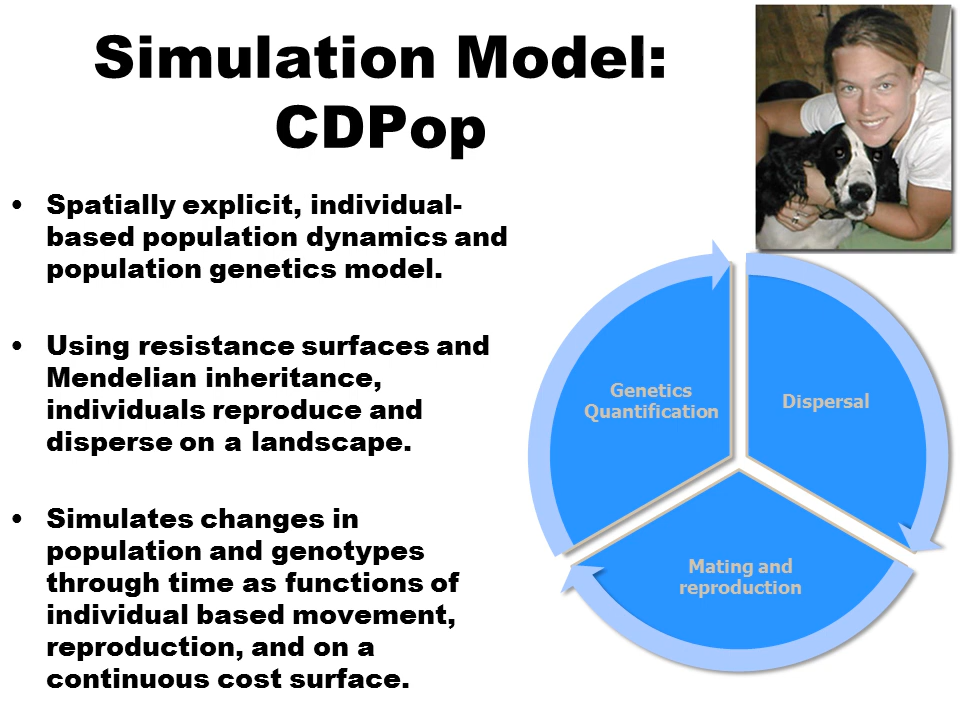 Simulation Model:
CDPop
• Spatially explicit, individual-
based population dynamics and
population genetics model.
• Using resistance surfaces and
Mendelian inheritance,
individuals reproduce and
disperse on a landscape.
• Simulates changes in
population and genotypes
through time as functions of
individual based movement,
reproduction, and on a
continuous cost surface.
Genetics
Quantification
Dispersal
Mating and
reproduction